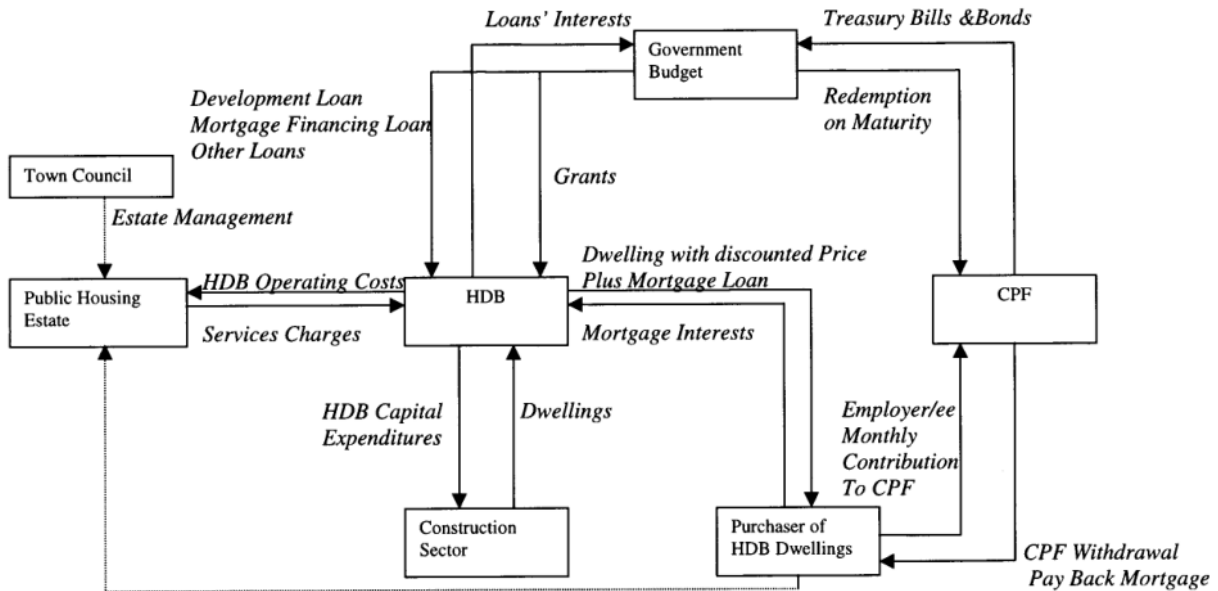 Loans' Interests
Treasury Bills &Bonds
Government
Budget
Development Loan
Mortgage Financing Loan
Other Loans
Redemption
on Maturity
Town Council
Grants
Estate Management
Dwelling with discounted Price
Plus Mortgage Loan
HDB Operating Costs
Public Housing
Estate
HDB
CPF
Services Charges
Mortgage Interests
HDB Capital
Expenditures
Dwellings
Employer/ee
Monthly
Contribution
To CPF
Construction
Sector
Purchaser of
HDB Dwellings
CPF Withdrawal
Pay Back Mortgage